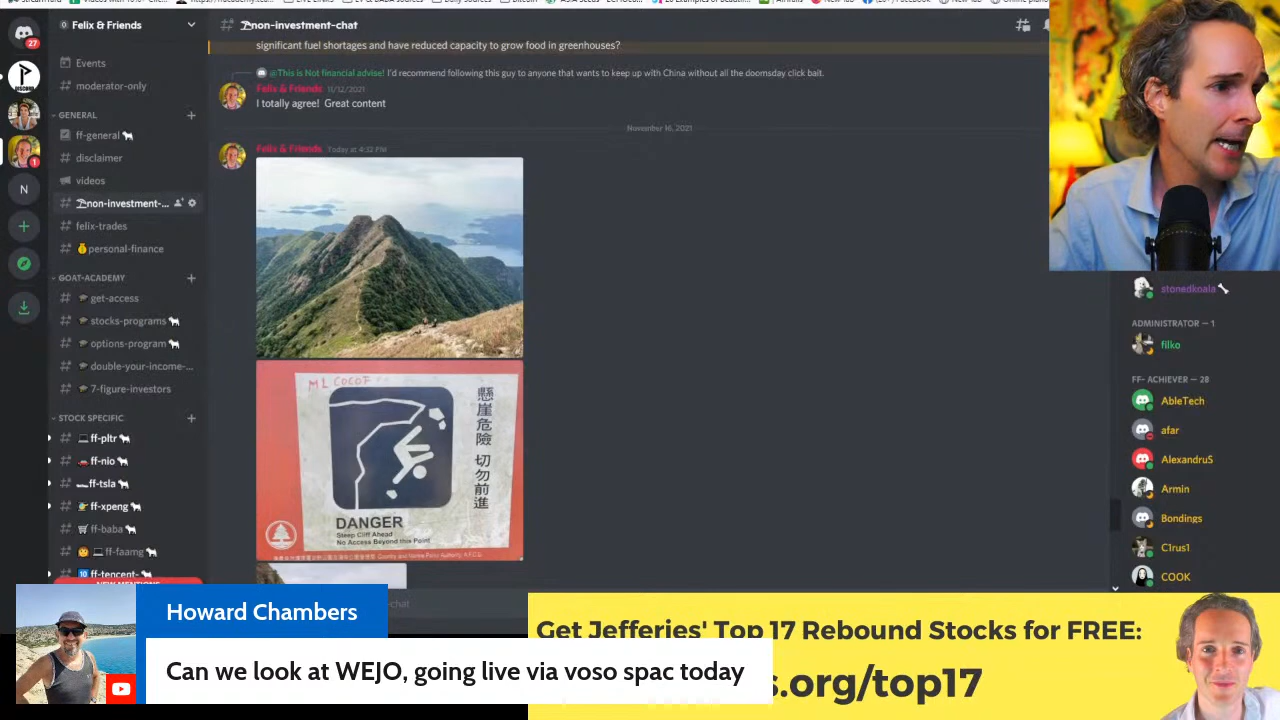 Felix & Friends
non-investment-chat
27
Events
moderator-only
GENERAL
ff-general
disclaimer
videos
non-investment-...
felix-trades
personal-finance
GOAT-ACADEMY
get-access
stocks-programs
options-program
double-your-income-
7-figure-investors
STOCK SPECIFIC
ff-pltr
ff-nio
ff-tsla
ff-xpeng
ff-baba
ff-faamg
ff-tencent-
N
1
significant fuel shortages and have reduced capacity to grow food in greenhouses?
@This is Not financial advise! I'd recommend following this guy to anyone that wants to keep up with China without all the doomsday click bait.
Felix & Friends 11/12/2021
I totally agree! Great content
November 16, 2021
Felix & Friends Today at 4:32 PM
ML COCOF
懸崖危險 切勿前進
DANGER
Steep Cliff Ahead
No Access Beyond this Point
stonedkoala
ADMINISTRATOR — 1
filko
FF- ACHIEVER — 28
AbleTech
afar
AlexandruS
Armin
Bondings
C1rus1
COOK
-chat
Howard Chambers
Can we look at WEJO, going live via voso spac today
Get Jefferies' Top 17 Rebound Stocks for FREE:
s.org/top17